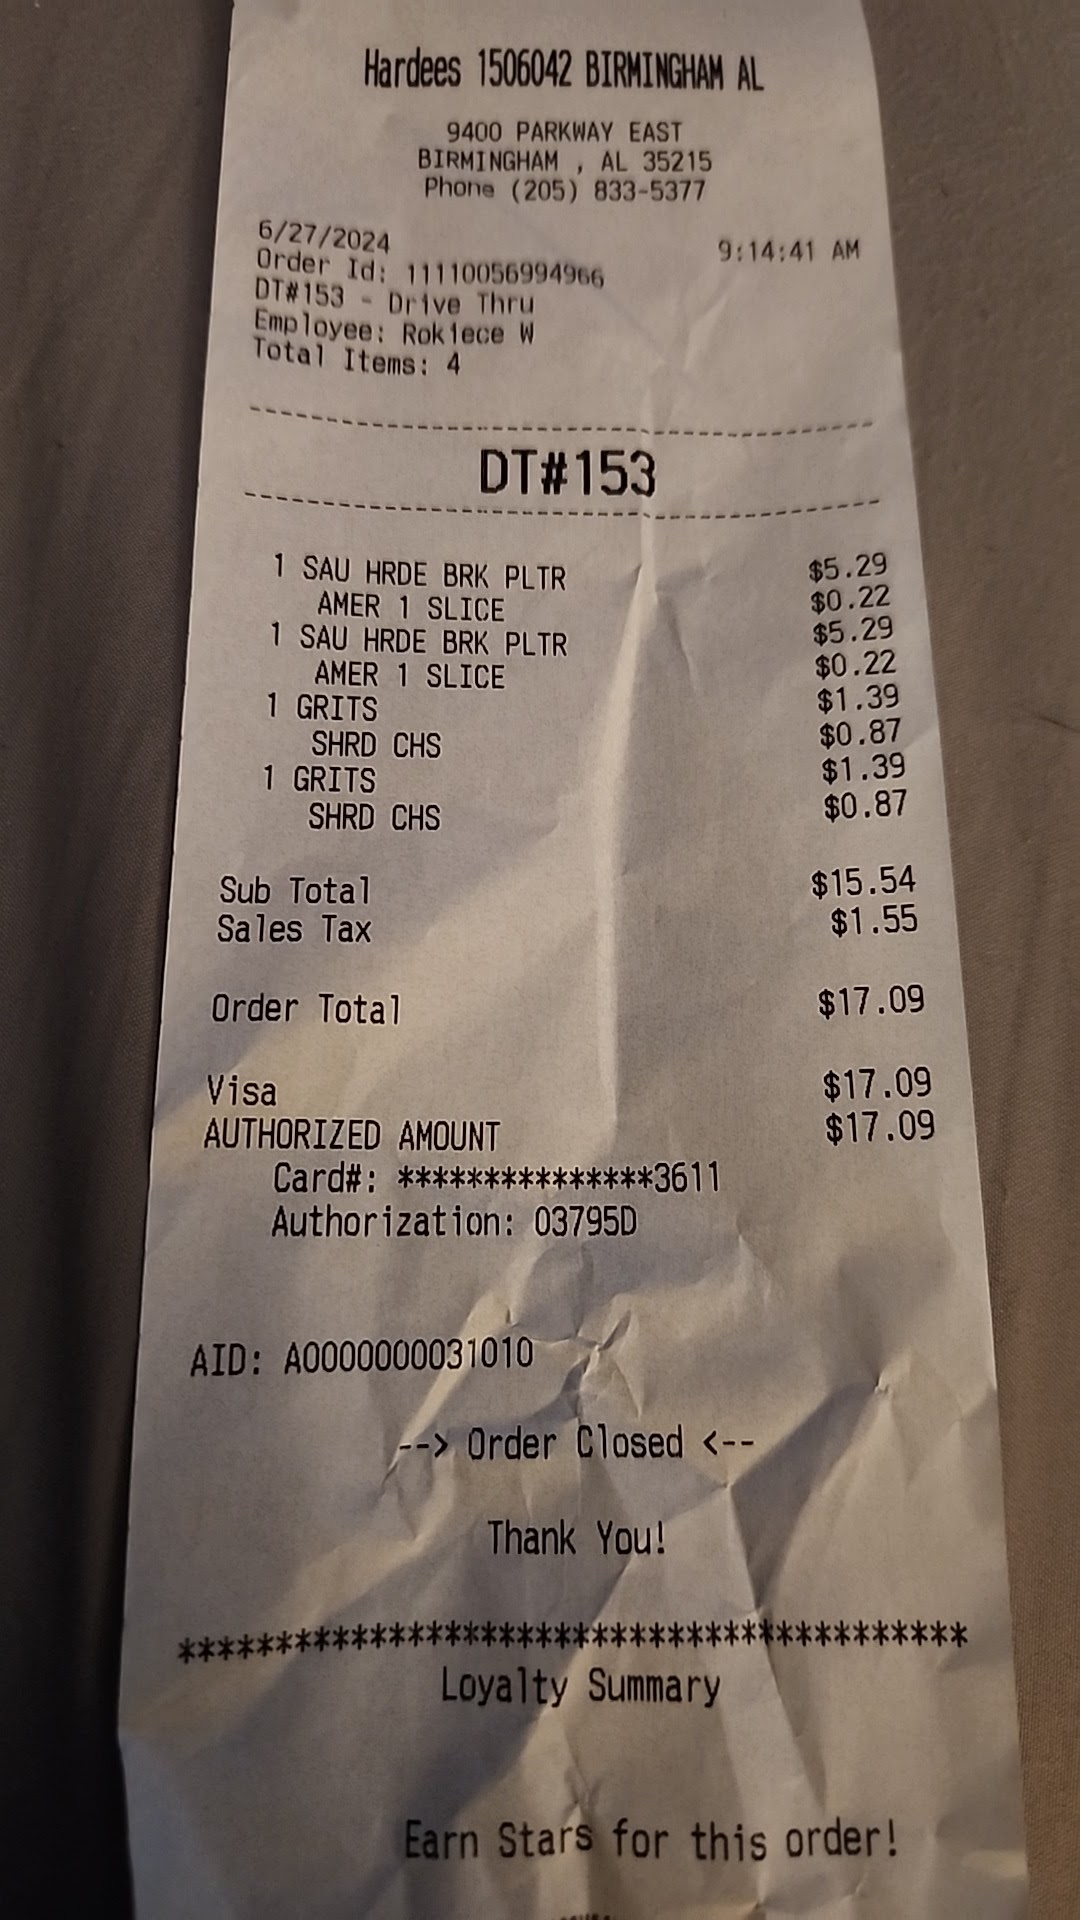 Hardees 1506042 BIRMINGHAM AL
9400 PARKWAY EAST
BIRMINGHAM , AL 35215
Phone (205) 833-5377
6/27/2024 9:14:41 AM
Order Id: 11110056994966
DT#153 - Drive Thru
Employee: Rokiece W
Total Items: 4
DT#153
1 SAU HRDE BRK PLTR $5.29
AMER 1 SLICE $0.22
1 SAU HRDE BRK PLTR $5.29
AMER 1 SLICE $0.22
1 GRITS $1.39
SHRD CHS $0.87
1 GRITS $1.39
SHRD CHS $0.87
Sub Total $15.54
Sales Tax $1.55
Order Total $17.09
Visa $17.09
AUTHORIZED AMOUNT $17.09
Card#: ***************3611
Authorization: 03795D
AID: A0000000031010
--> Order Closed <--
Thank You!
*******************************************
Loyalty Summary
Earn Stars for this order!